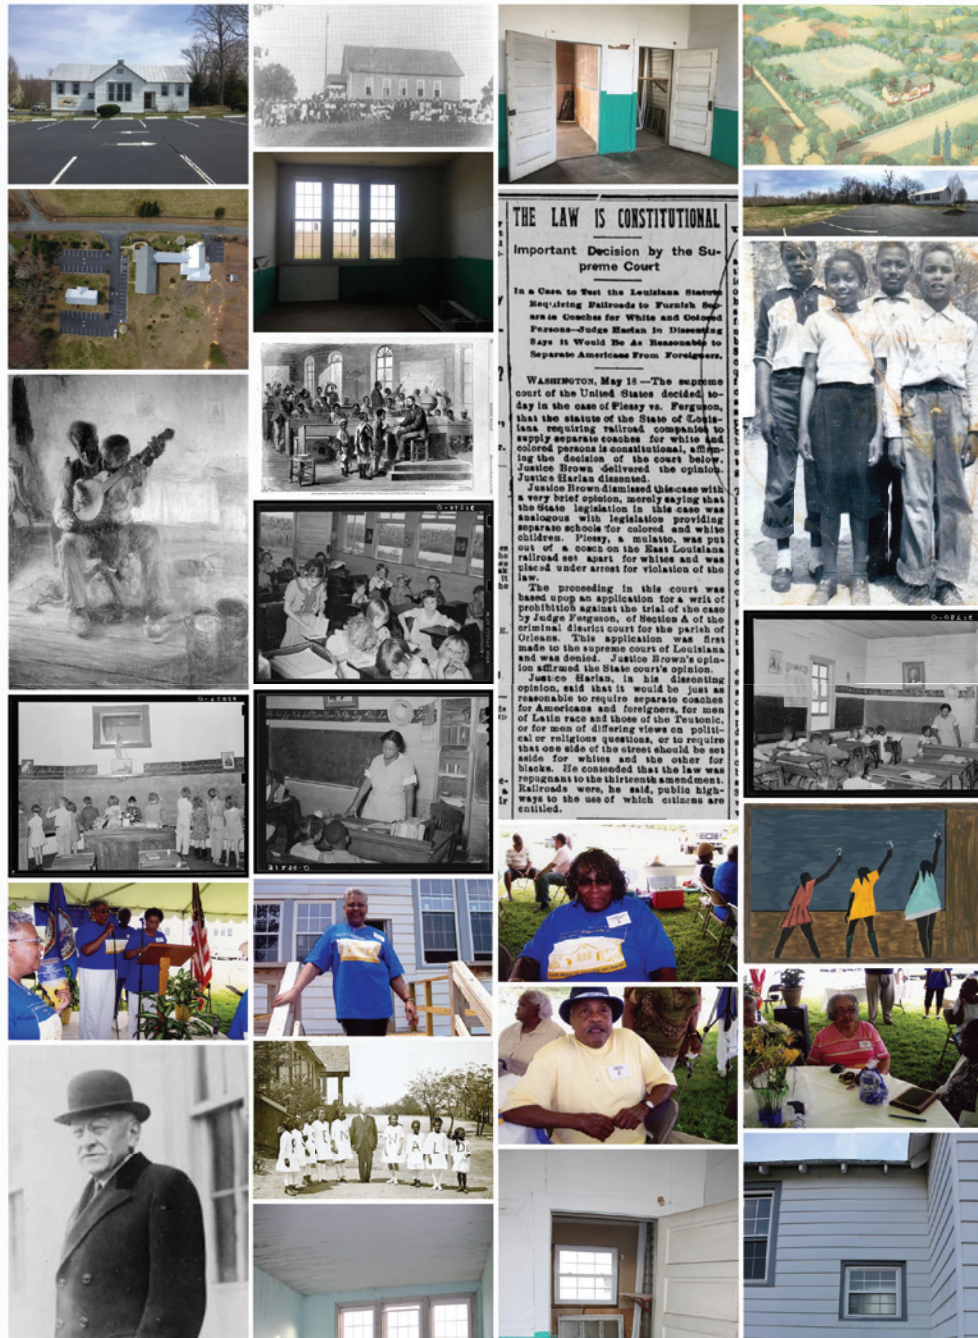 THE LAW IS CONSTITUTIONAL
Important Decision by the Su-
preme Court
In a Case to Test the Louisiana Statute
Requiring Railroads to Furnish Sep-
arate Coaches for White and Colored
Persons—Judge Harlan in Dissenting
Says it Would Be As Reasonable to
Separate Americans From Foreigners.
WASHINGTON, May 18 —The supreme
court of the United States decided to-
day in the case of Plessy vs. Ferguson,
that the statute of the State of Louis-
iana requiring railroad companies to
supply separate coaches for white and
colored persons is constitutional, affirm-
ing the decision of the court below.
Justice Brown delivered the opinion.
Justice Harlan dissented.
Justice Brown dismissed this case with
a very brief opinion, merely saying that
the State legislation in this case was
analogous with legislation providing
separate schools for colored and white
children. Plessy, a mulatto, was put
out of a coach on the East Louisiana
railroad set apart for whites and was
placed under arrest for violation of the
law.
The proceeding in this court was
based upon an application for a writ of
prohibition against the trial of the case
by Judge Ferguson, of Section A of the
criminal district court for the parish of
Orleans. This application was first
made to the supreme court of Louisiana
and was denied. Justice Brown's opin-
ion affirmed the State court's opinion.
Justice Harlan, in his dissenting
opinion, said that it would be just as
reasonable to require separate coaches
for Americans and foreigners, for men
of Latin race and those of the Teutonic,
or for men of differing views on politi-
cal or religious questions, or to require
that one side of the street should be set
aside for whites and the other for
blacks. He contended that the law was
repugnant to the thirteenth amendment.
Railroads were, he said, public high-
ways to the use of which citizens are
entitled.